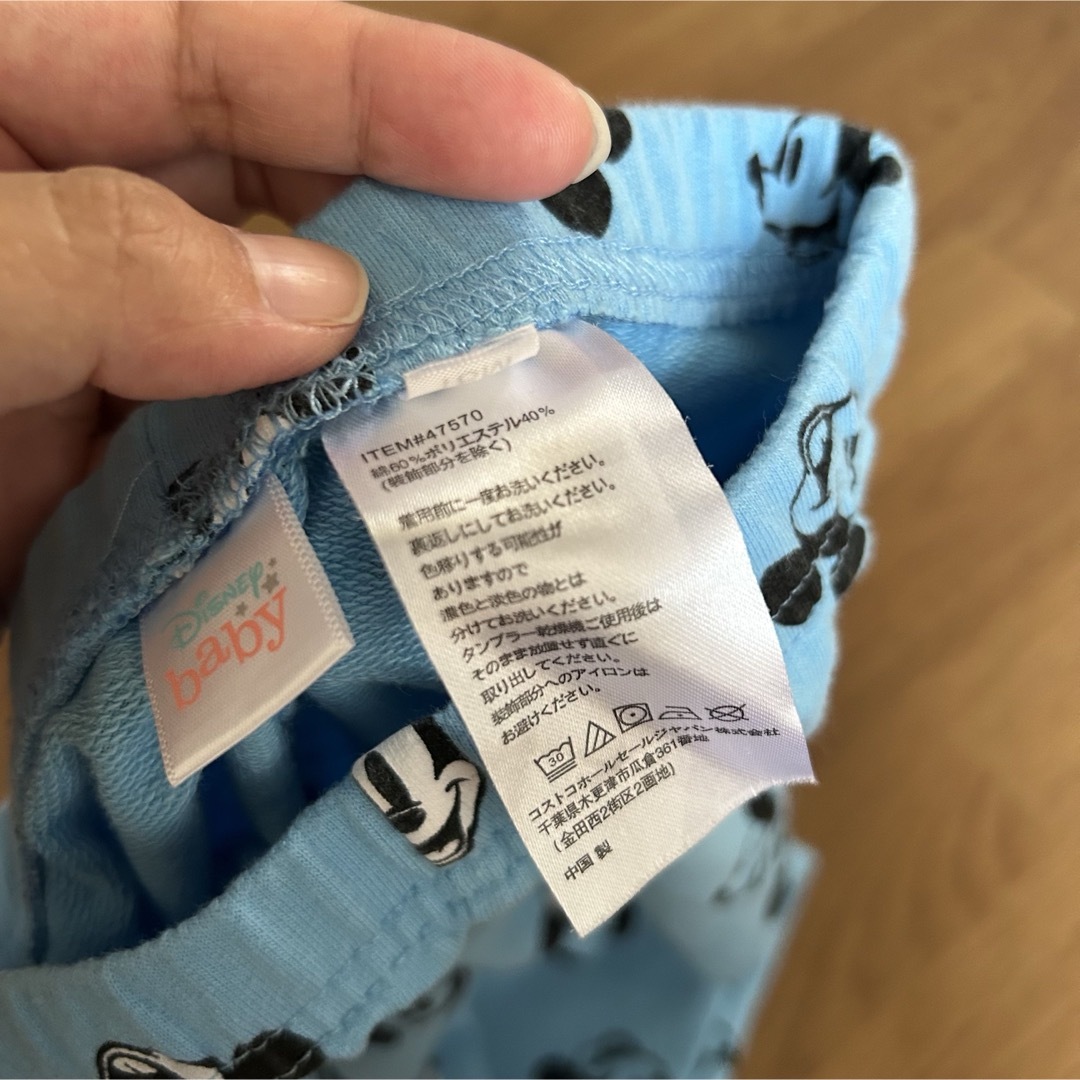 ITEM#47570
綿60%ポリエステル40%
(装飾部分を除く)
着用前に一度お洗いください。
裏返しにしてお洗いください。
色移りする可能性が
ありますので
濃色と淡色の物とは
分けてお洗いください。
タンブラー乾燥機ご使用後は
そのまま放置せず直ぐに
取り出してください。
装飾部分へのアイロンは
お避けください。
30
コストコホールセールジャパン株式会社
千葉県木更津市瓜倉361番地
(金田西2街区2画地)
中国 製
Disney
baby